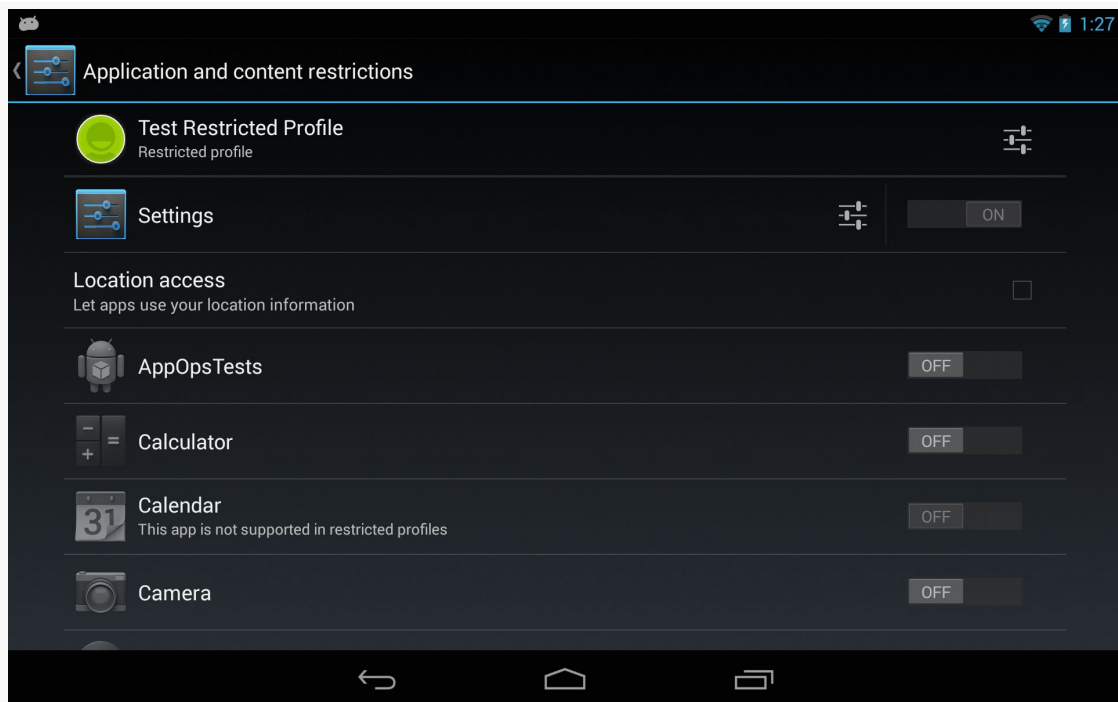 1:27
Application and content restrictions
Test Restricted Profile
Restricted profile
Settings
ON
Location access
Let apps use your location information
AppOpsTests
OFF
Calculator
OFF
31
Calendar
This app is not supported in restricted profiles
OFF
Camera
OFF